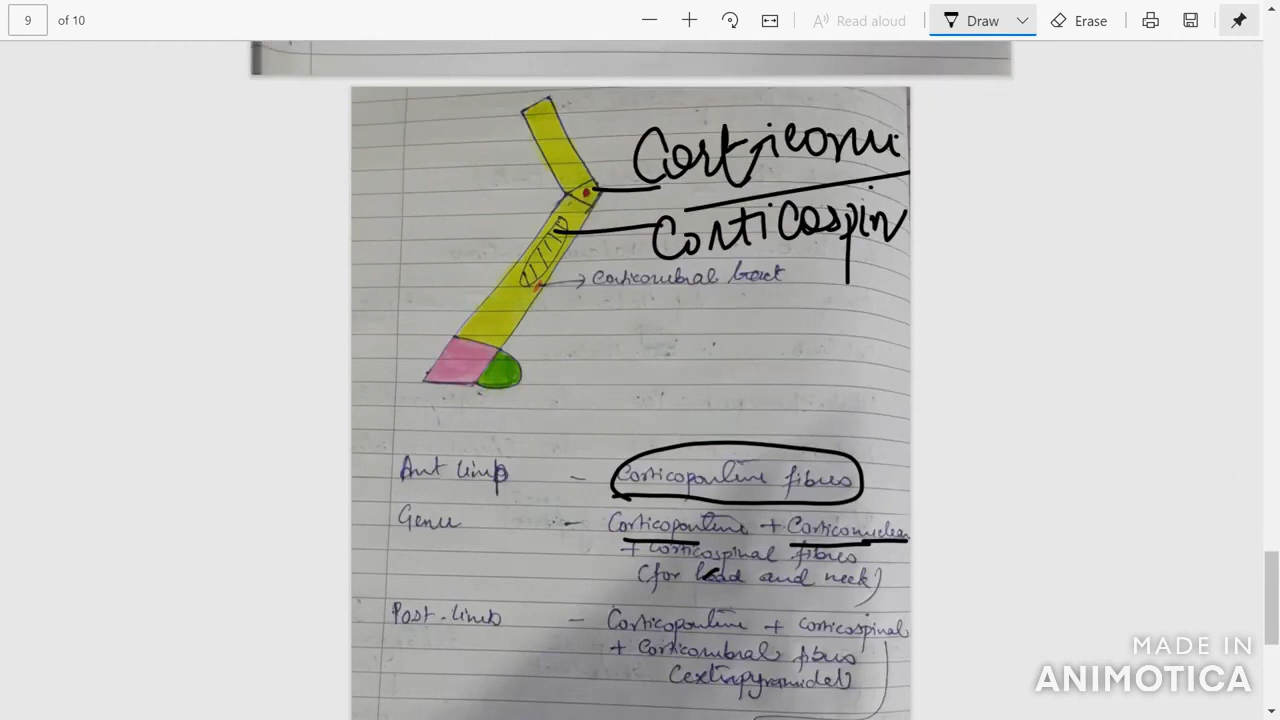 9 of 10 Read aloud Draw Erase
Corticonu
Corticospin
Corticorubral tract
Ant limb - Corticopontine fibres
Genu - Corticopontine + Corticonuclear
+ corticospinal fibres
(for head and neck)
Post. limb - Corticopontine + corticospinal
+ Corticorubral fibres
(extrapyramidal)
MADE IN
ANIMOTICA